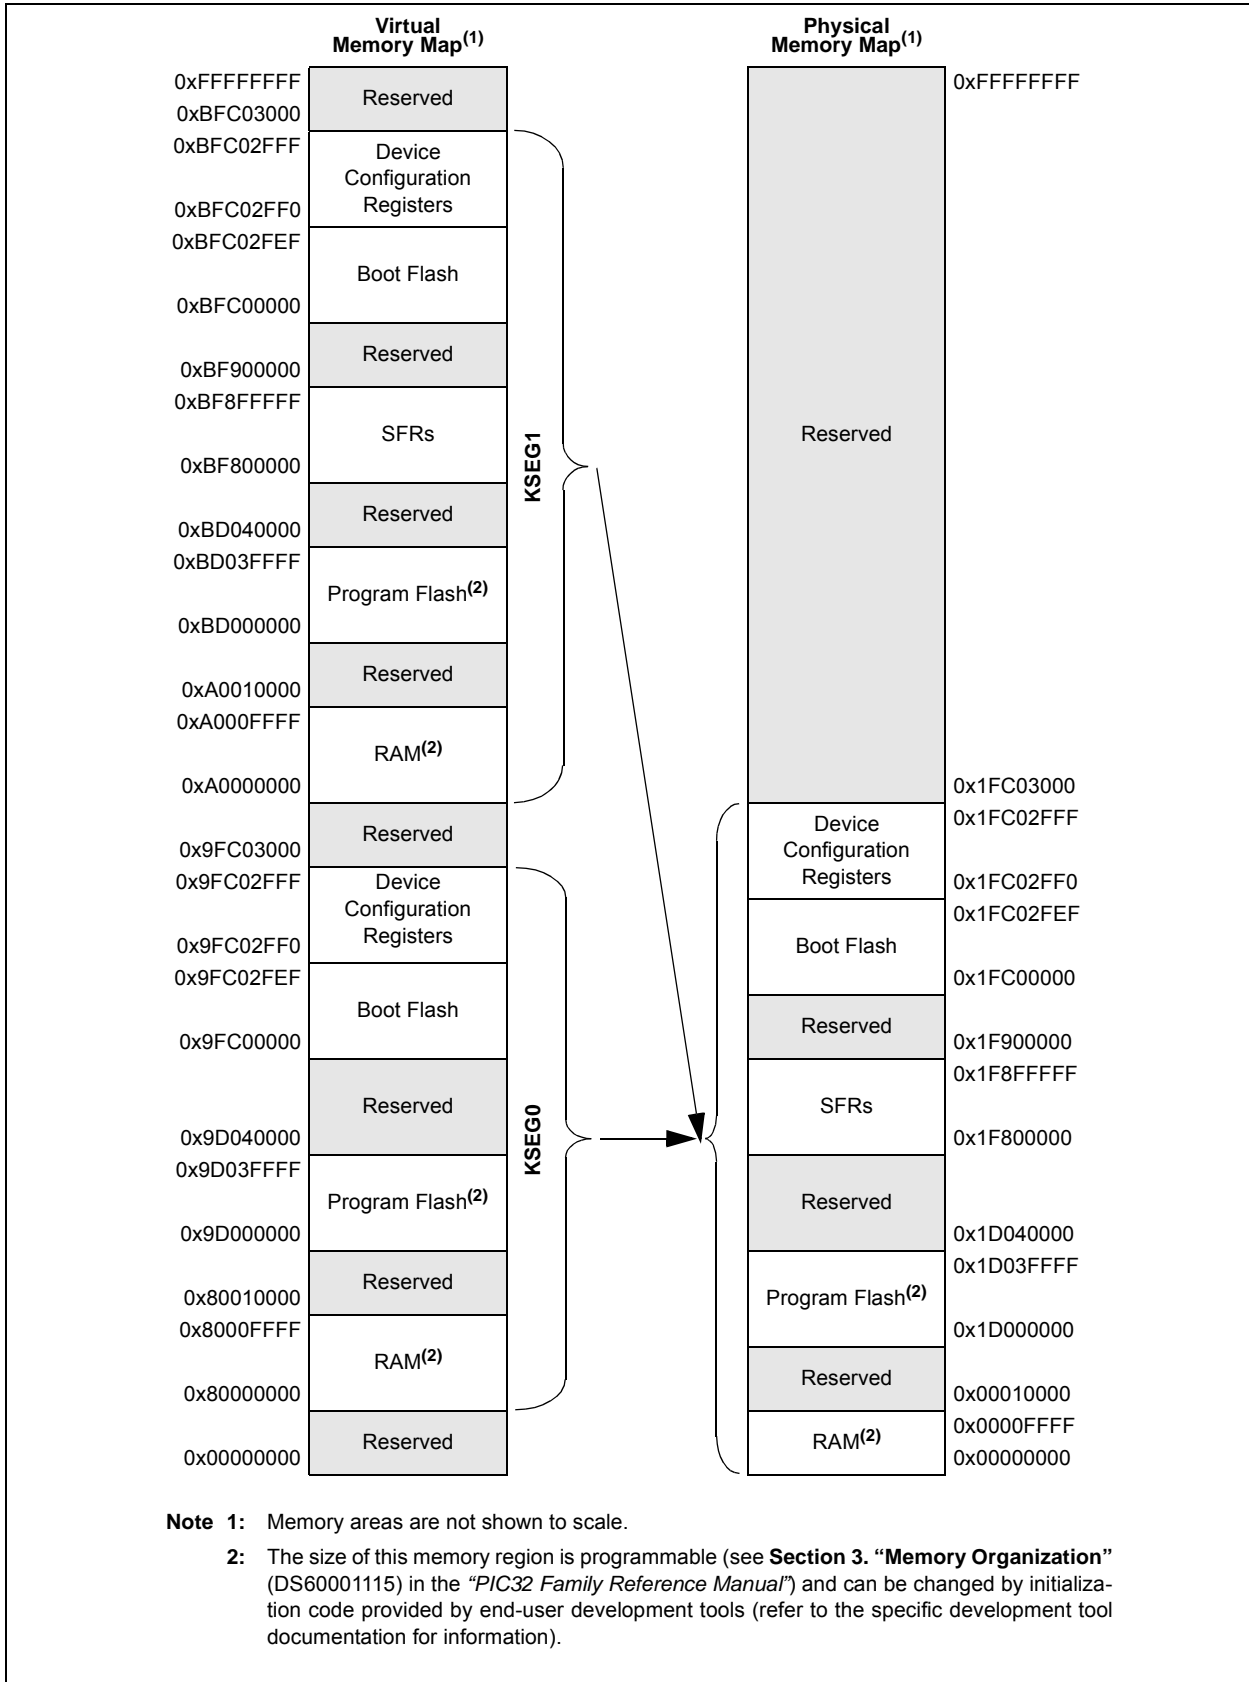 Virtual
Memory Map(1)
0xFFFFFFFF
Reserved
0xBFC03000
0xBFC02FFF
Device
Configuration
Registers
0xBFC02FF0
0xBFC02FEF
Boot Flash
0xBFC00000
Reserved
0xBF900000
0xBF8FFFFF
SFRs
0xBF800000
Reserved
0xBD040000
0xBD03FFFF
Program Flash(2)
0xBD000000
Reserved
0xA0010000
0xA000FFFF
RAM(2)
0xA0000000
KSEG1
Reserved
0x9FC03000
0x9FC02FFF
Device
Configuration
Registers
0x9FC02FF0
0x9FC02FEF
Boot Flash
0x9FC00000
Reserved
0x9D040000
0x9D03FFFF
Program Flash(2)
0x9D000000
Reserved
0x80010000
0x8000FFFF
RAM(2)
0x80000000
KSEG0
Reserved
0x00000000
Physical
Memory Map(1)
0xFFFFFFFF
Reserved
0x1FC03000
0x1FC02FFF
Device
Configuration
Registers
0x1FC02FF0
0x1FC02FEF
Boot Flash
0x1FC00000
Reserved
0x1F900000
0x1F8FFFFF
SFRs
0x1F800000
Reserved
0x1D040000
0x1D03FFFF
Program Flash(2)
0x1D000000
Reserved
0x00010000
0x0000FFFF
RAM(2)
0x00000000
Note 1: Memory areas are not shown to scale.
2: The size of this memory region is programmable (see Section 3. “Memory Organization”
(DS60001115) in the “PIC32 Family Reference Manual”) and can be changed by initializa-
tion code provided by end-user development tools (refer to the specific development tool
documentation for information).